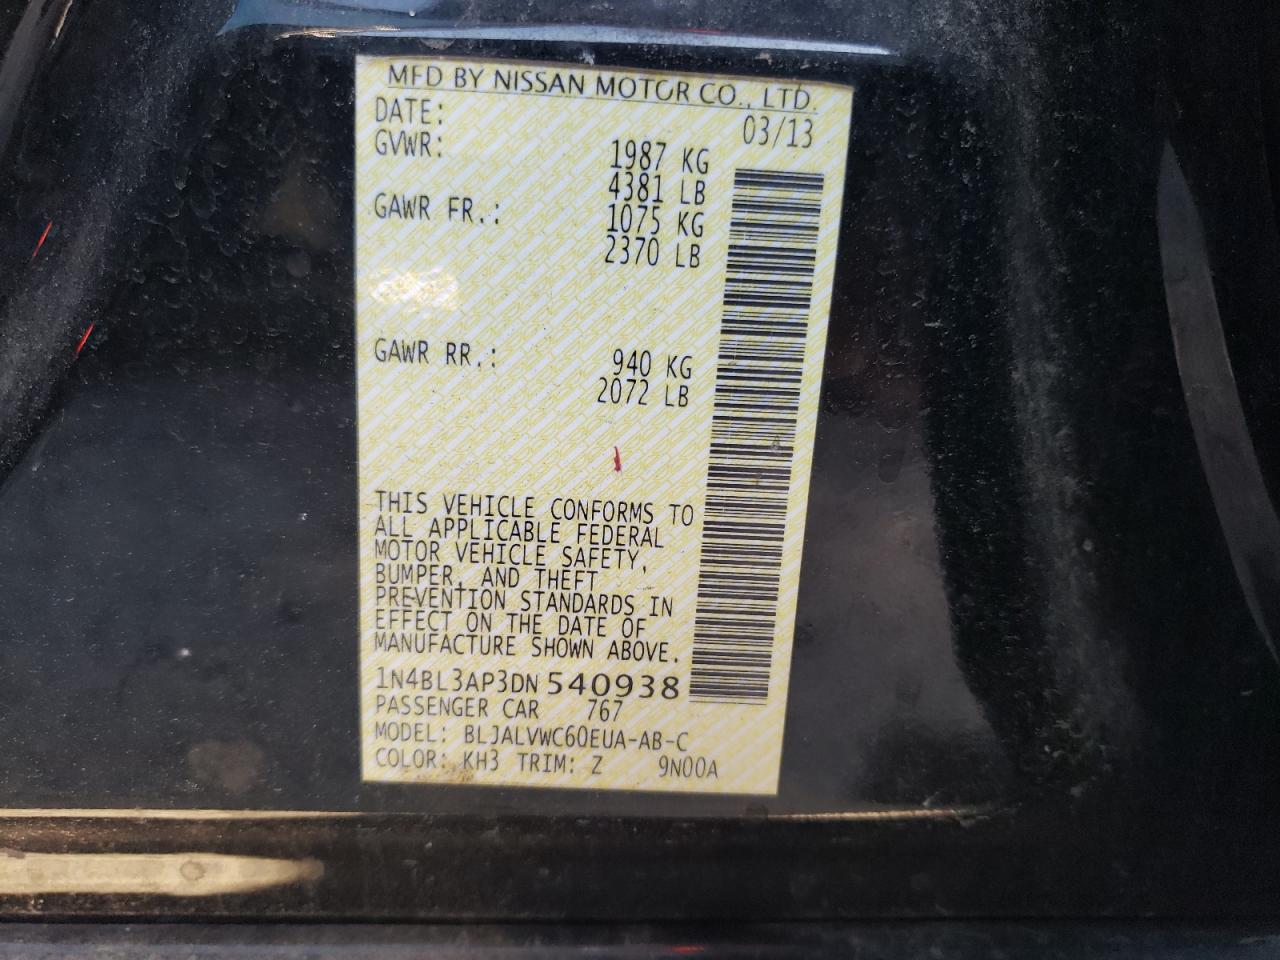 MFD BY NISSAN MOTOR CO., LTD.
DATE: 03/13
GVWR: 1987 KG
4381 LB
GAWR FR.: 1075 KG
2370 LB
GAWR RR.: 940 KG
2072 LB
THIS VEHICLE CONFORMS TO
ALL APPLICABLE FEDERAL
MOTOR VEHICLE SAFETY,
BUMPER, AND THEFT
PREVENTION STANDARDS IN
EFFECT ON THE DATE OF
MANUFACTURE SHOWN ABOVE.
1N4BL3AP3DN540938
PASSENGER CAR 767
MODEL: BLJALVWC60EUA-AB-C
COLOR: KH3 TRIM: Z 9N00A